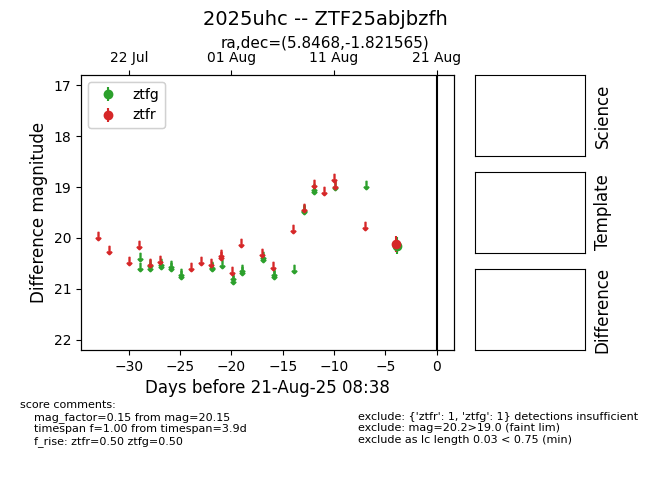 2025uhc -- ZTF25abjbzfh
ra,dec=(5.8468,-1.821565)
22 Jul
01 Aug
11 Aug
21 Aug
ztfg
ztfr
17
18
19
20
21
22
Difference magnitude
−30
−25
−20
−15
−10
−5
0
Days before 21-Aug-25 08:38
Science
Template
Difference
score comments:
mag_factor=0.15 from mag=20.15
timespan f=1.00 from timespan=3.9d
f_rise: ztfr=0.50 ztfg=0.50
exclude: {'ztfr': 1, 'ztfg': 1} detections insufficient
exclude: mag=20.2>19.0 (faint lim)
exclude as lc length 0.03 < 0.75 (min)